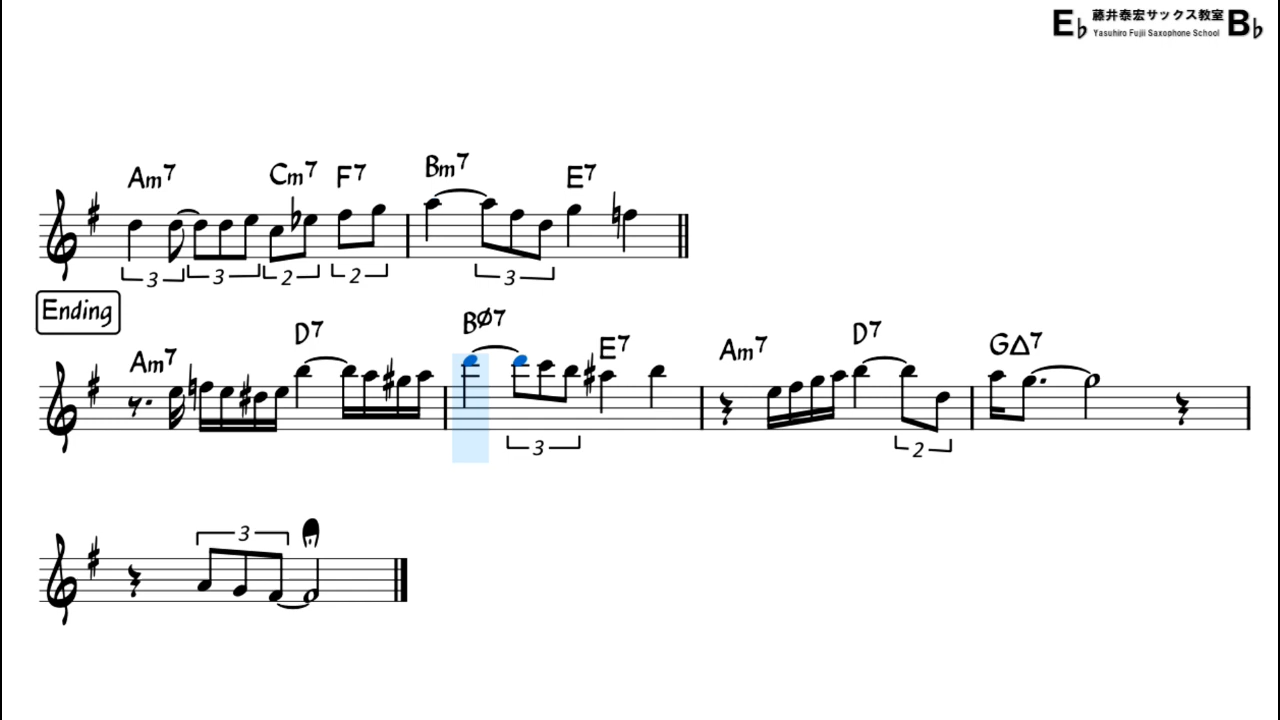 E♭ 藤井泰宏サックス教室 B♭
Yasuhiro Fujii Saxophone School
Am7 Cm7 F7 Bm7 E7
3 3 2 2 3
Ending
Am7 D7 BØ7 E7 Am7 D7 G△7
3 2
3